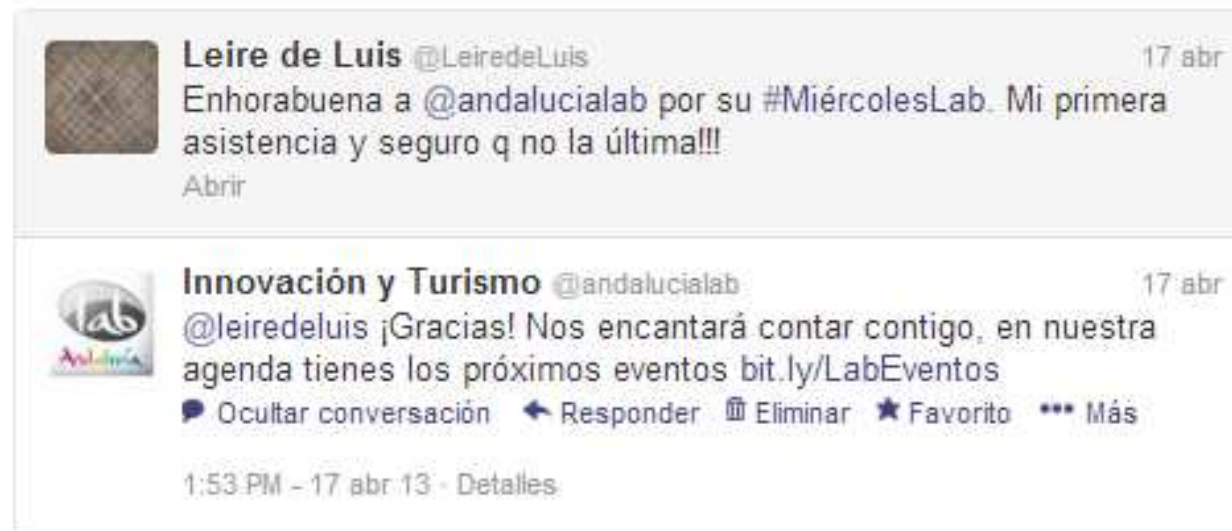 Leire de Luis @LeiredeLuis 17 abr
Enhorabuena a @andalucialab por su #MiércolesLab. Mi primera
asistencia y seguro q no la última!!!
Abrir
Innovación y Turismo @andalucialab 17 abr
lab
Andalucía
@leiredeluis ¡Gracias! Nos encantará contar contigo, en nuestra
agenda tienes los próximos eventos bit.ly/LabEventos
Ocultar conversación Responder Eliminar Favorito ••• Más
1:53 PM - 17 abr 13 · Detalles